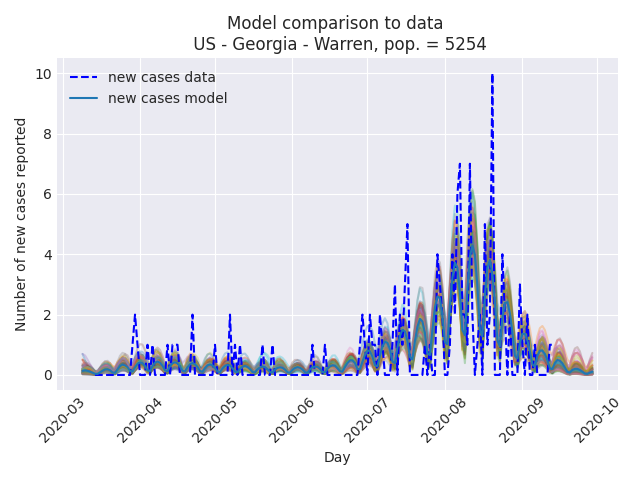 Model comparison to data
US - Georgia - Warren, pop. = 5254
new cases data
new cases model
Number of new cases reported
10
8
6
4
2
0
2020-03
2020-04
2020-05
2020-06
2020-07
2020-08
2020-09
2020-10
Day